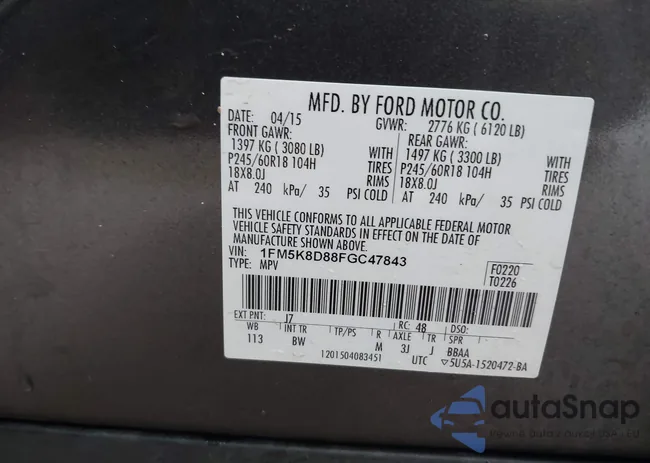 MFD. BY FORD MOTOR CO.
DATE: 04/15 GVWR: 2776 KG ( 6120 LB)
FRONT GAWR: REAR GAWR:
1397 KG ( 3080 LB) WITH 1497 KG ( 3300 LB) WITH
P245/60R18 104H TIRES P245/60R18 104H TIRES
18X8.0J RIMS 18X8.0J RIMS
AT 240 kPa/ 35 PSI COLD AT 240 kPa/ 35 PSI COLD
THIS VEHICLE CONFORMS TO ALL APPLICABLE FEDERAL MOTOR
VEHICLE SAFETY STANDARDS IN EFFECT ON THE DATE OF
MANUFACTURE SHOWN ABOVE.
VIN: 1FM5K8D88FGC47843
TYPE: MPV
F0220
T0226
EXT PNT: J7 RC: 48 DSO:
WB INT TR TP/PS R AXLE TR SPR
113 BW M 3J J BBAA
1201504083451 UTC ▽5U5A-1520472-BA
autaSnap